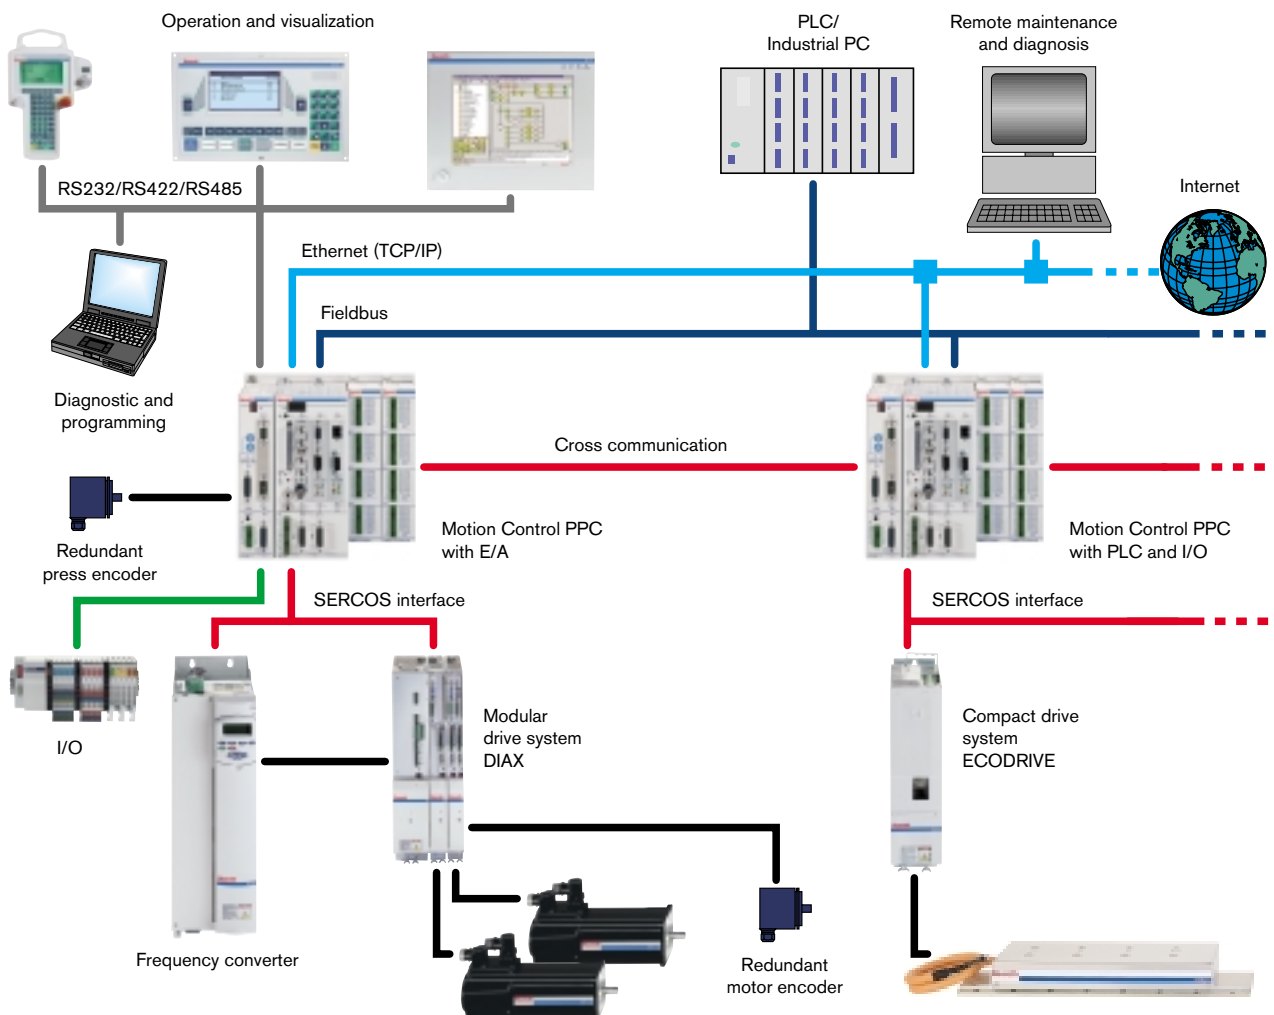 Operation and visualization
PLC/
Industrial PC
Remote maintenance
and diagnosis
RS232/RS422/RS485
Internet
Ethernet (TCP/IP)
Fieldbus
Diagnostic and
programming
Cross communication
Redundant
press encoder
Motion Control PPC
with E/A
Motion Control PPC
with PLC and I/O
SERCOS interface
SERCOS interface
I/O
Modular
drive system
DIAX
Compact drive
system
ECODRIVE
Frequency converter
Redundant
motor encoder